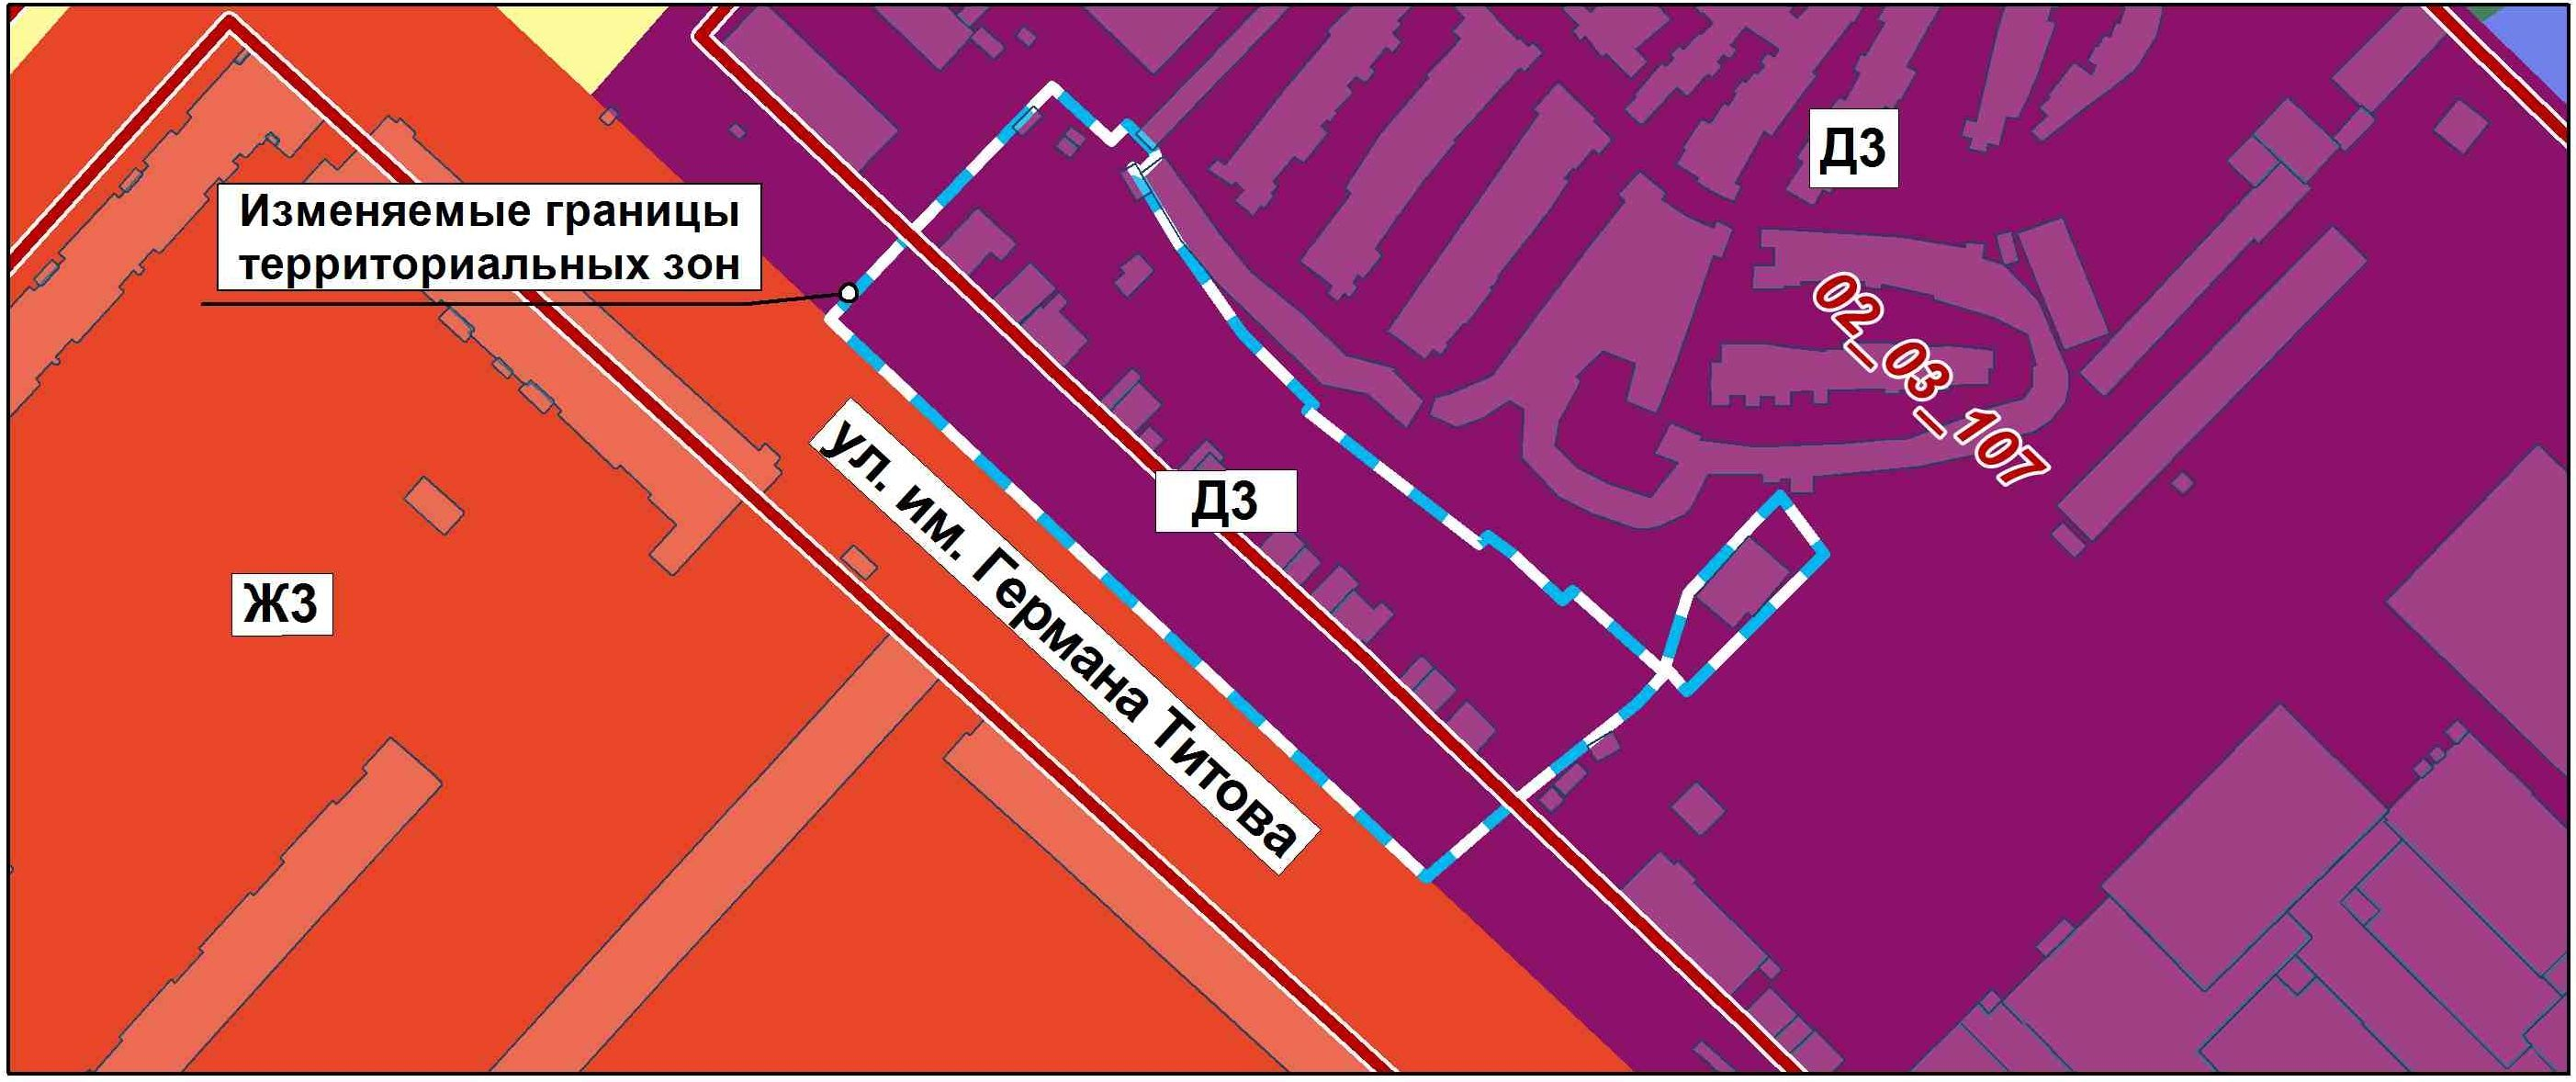 Д3
Изменяемые границы
территориальных зон
02_03_107
ул. им. Германа Титова
Д3
Ж3